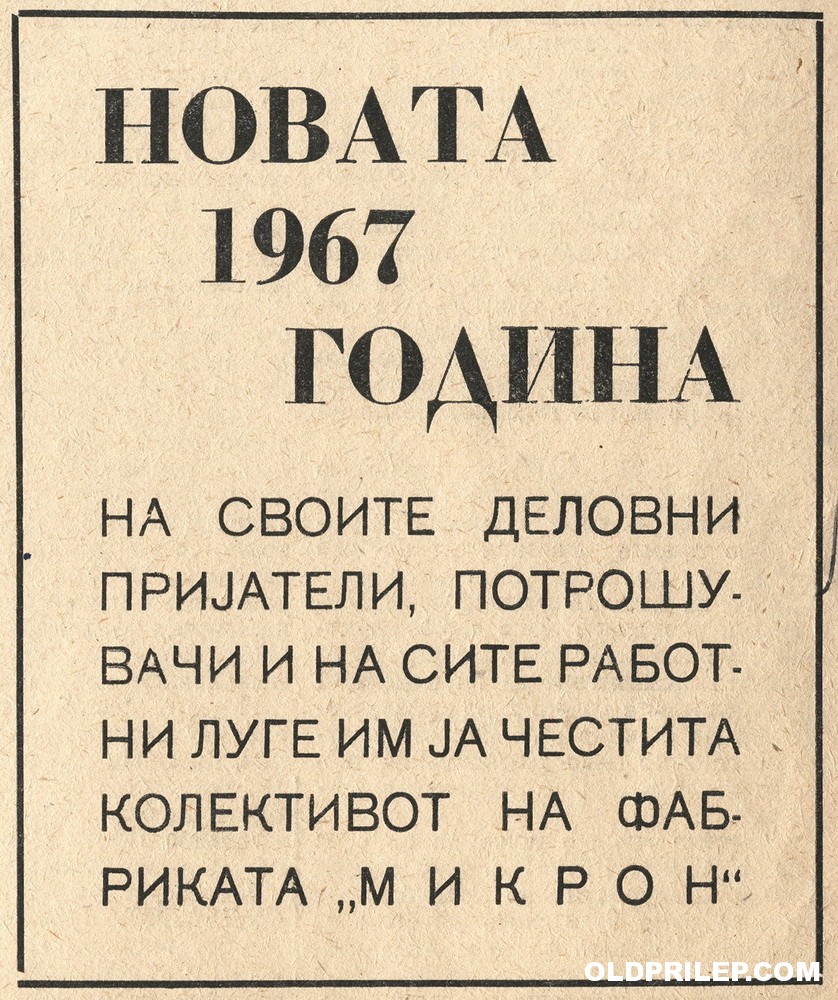 НОВАТА
1967
ГОДИНА
НА СВОИТЕ ДЕЛОВНИ
ПРИЈАТЕЛИ, ПОТРОШУ-
ВАЧИ И НА СИТЕ РАБОТ-
НИ ЛУГЕ ИМ ЈА ЧЕСТИТА
КОЛЕКТИВОТ НА ФАБ-
РИКАТА „М И К Р О Н“
OLDPRILEP.COM